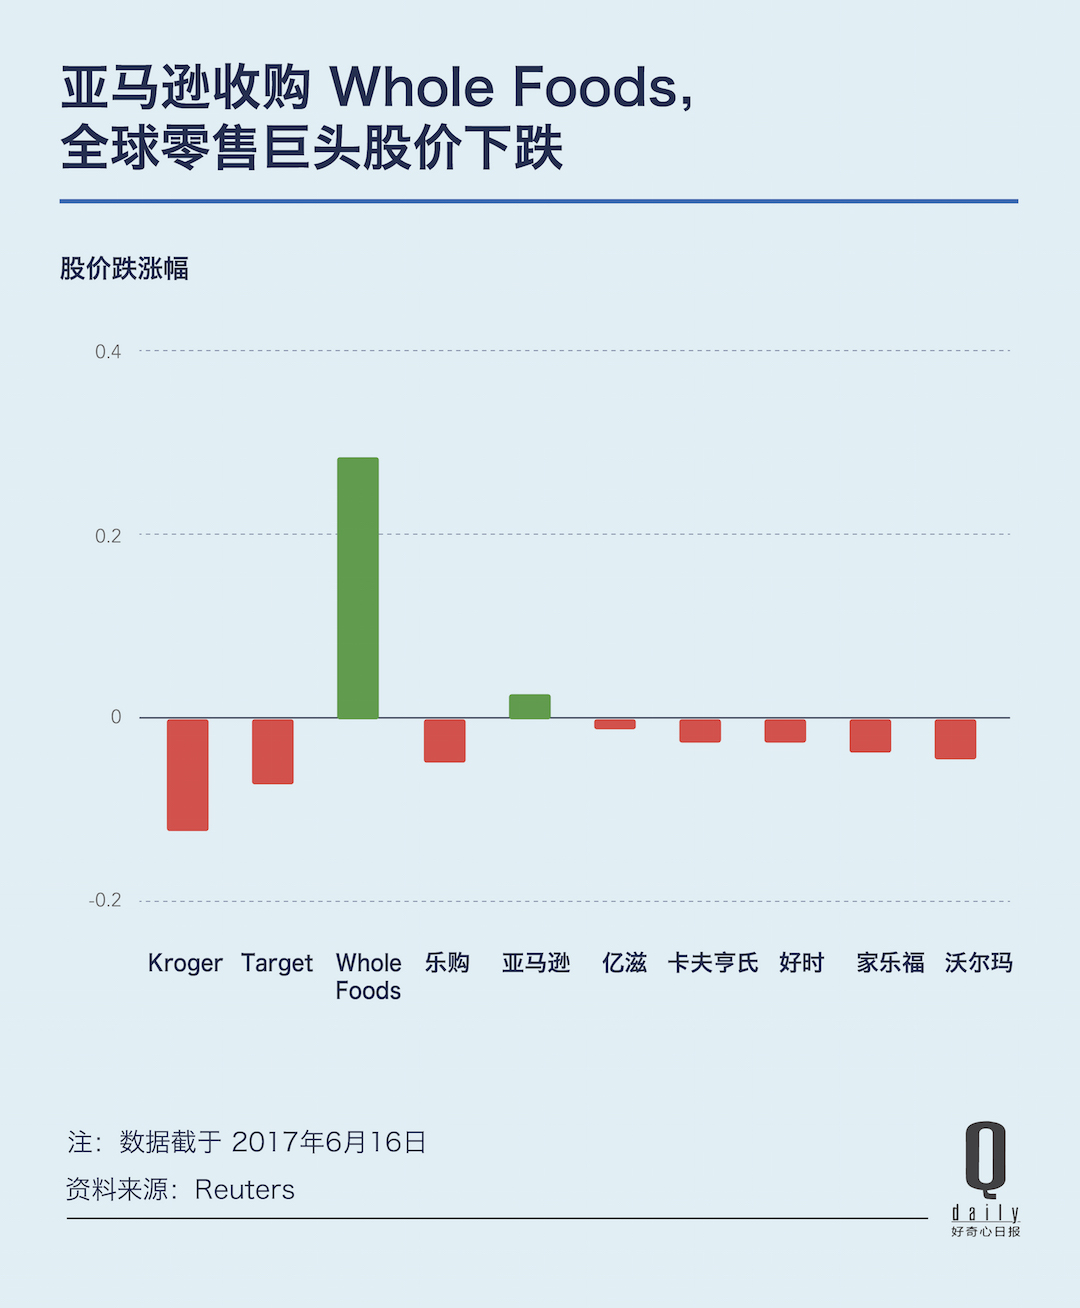 亚马逊收购 Whole Foods,
全球零售巨头股价下跌
股价跌涨幅
0.4
0.2
0
-0.2
Kroger Target Whole Foods 乐购 亚马逊 亿滋 卡夫亨氏 好时 家乐福 沃尔玛
注：数据截于 2017年6月16日
资料来源：Reuters
Q
daily
好奇心日报